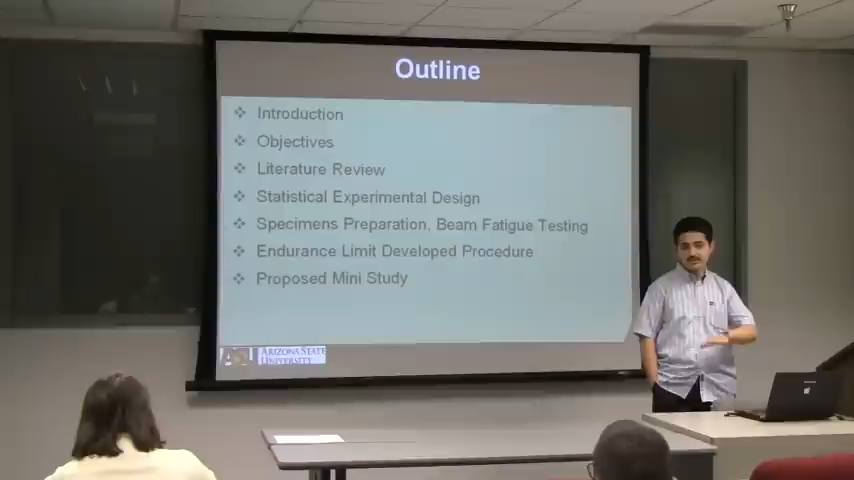 Outline
Introduction
Objectives
Literature Review
Statistical Experimental Design
Specimens Preparation, Beam Fatigue Testing
Endurance Limit Developed Procedure
Proposed Mini Study
ASU ARIZONA STATE
UNIVERSITY